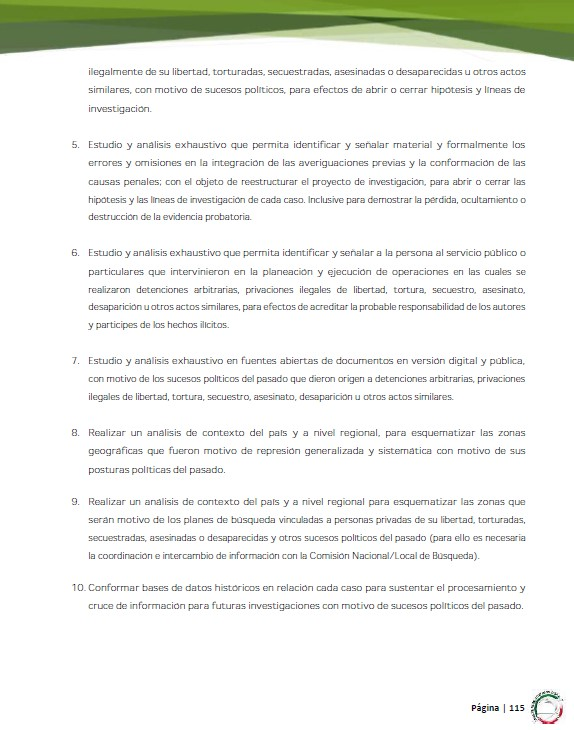 ilegalmente de su libertad, torturadas, secuestradas, asesinadas o desaparecidas u otros actos
similares, con motivo de sucesos políticos, para efectos de abrir o cerrar hipótesis y líneas de
investigación.
5. Estudio y análisis exhaustivo que permita identificar y señalar material y formalmente los
errores y omisiones en la integración de las averiguaciones previas y la conformación de las
causas penales; con el objeto de reestructurar el proyecto de investigación, para abrir o cerrar las
hipótesis y las líneas de investigación de cada caso. Inclusive para demostrar la pérdida, ocultamiento o
destrucción de la evidencia probatoria.
6. Estudio y análisis exhaustivo que permita identificar y señalar a la persona al servicio público o
particulares que intervinieron en la planeación y ejecución de operaciones en las cuales se
realizaron detenciones arbitrarias, privaciones ilegales de libertad, tortura, secuestro, asesinato,
desaparición u otros actos similares, para efectos de acreditar la probable responsabilidad de los autores
y partícipes de los hechos ilícitos.
7. Estudio y análisis exhaustivo en fuentes abiertas de documentos en versión digital y pública,
con motivo de los sucesos políticos del pasado que dieron origen a detenciones arbitrarias, privaciones
ilegales de libertad, tortura, secuestro, asesinato, desaparición u otros actos similares.
8. Realizar un análisis de contexto del país y a nivel regional, para esquematizar las zonas
geográficas que fueron motivo de represión generalizada y sistemática con motivo de sus
posturas políticas del pasado.
9. Realizar un análisis de contexto del país y a nivel regional para esquematizar las zonas que
serán motivo de los planes de búsqueda vinculadas a personas privadas de su libertad, torturadas,
secuestradas, asesinadas o desaparecidas y otros sucesos políticos del pasado (para ello es necesaria
la coordinación e intercambio de información con la Comisión Nacional/Local de Búsqueda).
10. Conformar bases de datos históricos en relación cada caso para sustentar el procesamiento y
cruce de información para futuras investigaciones con motivo de sucesos políticos del pasado.
Página | 115